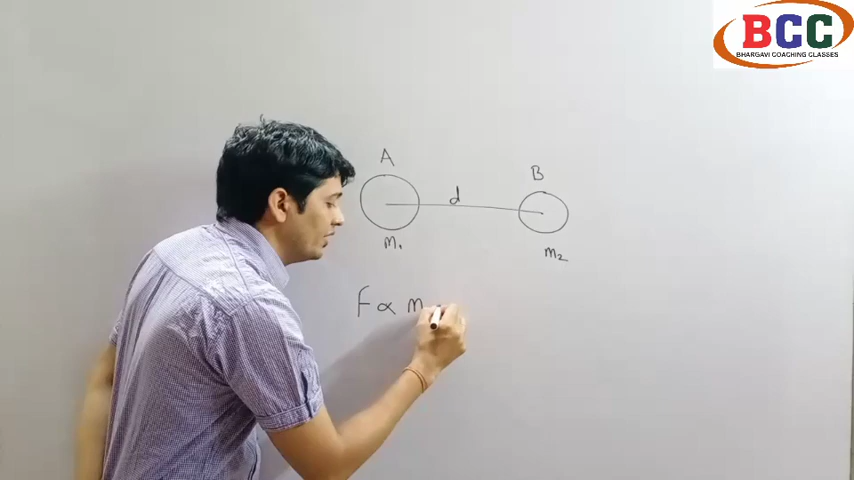 BCC
BHARGAVI COACHING CLASSES
A
B
d
m₁
m₂
F ∝ m